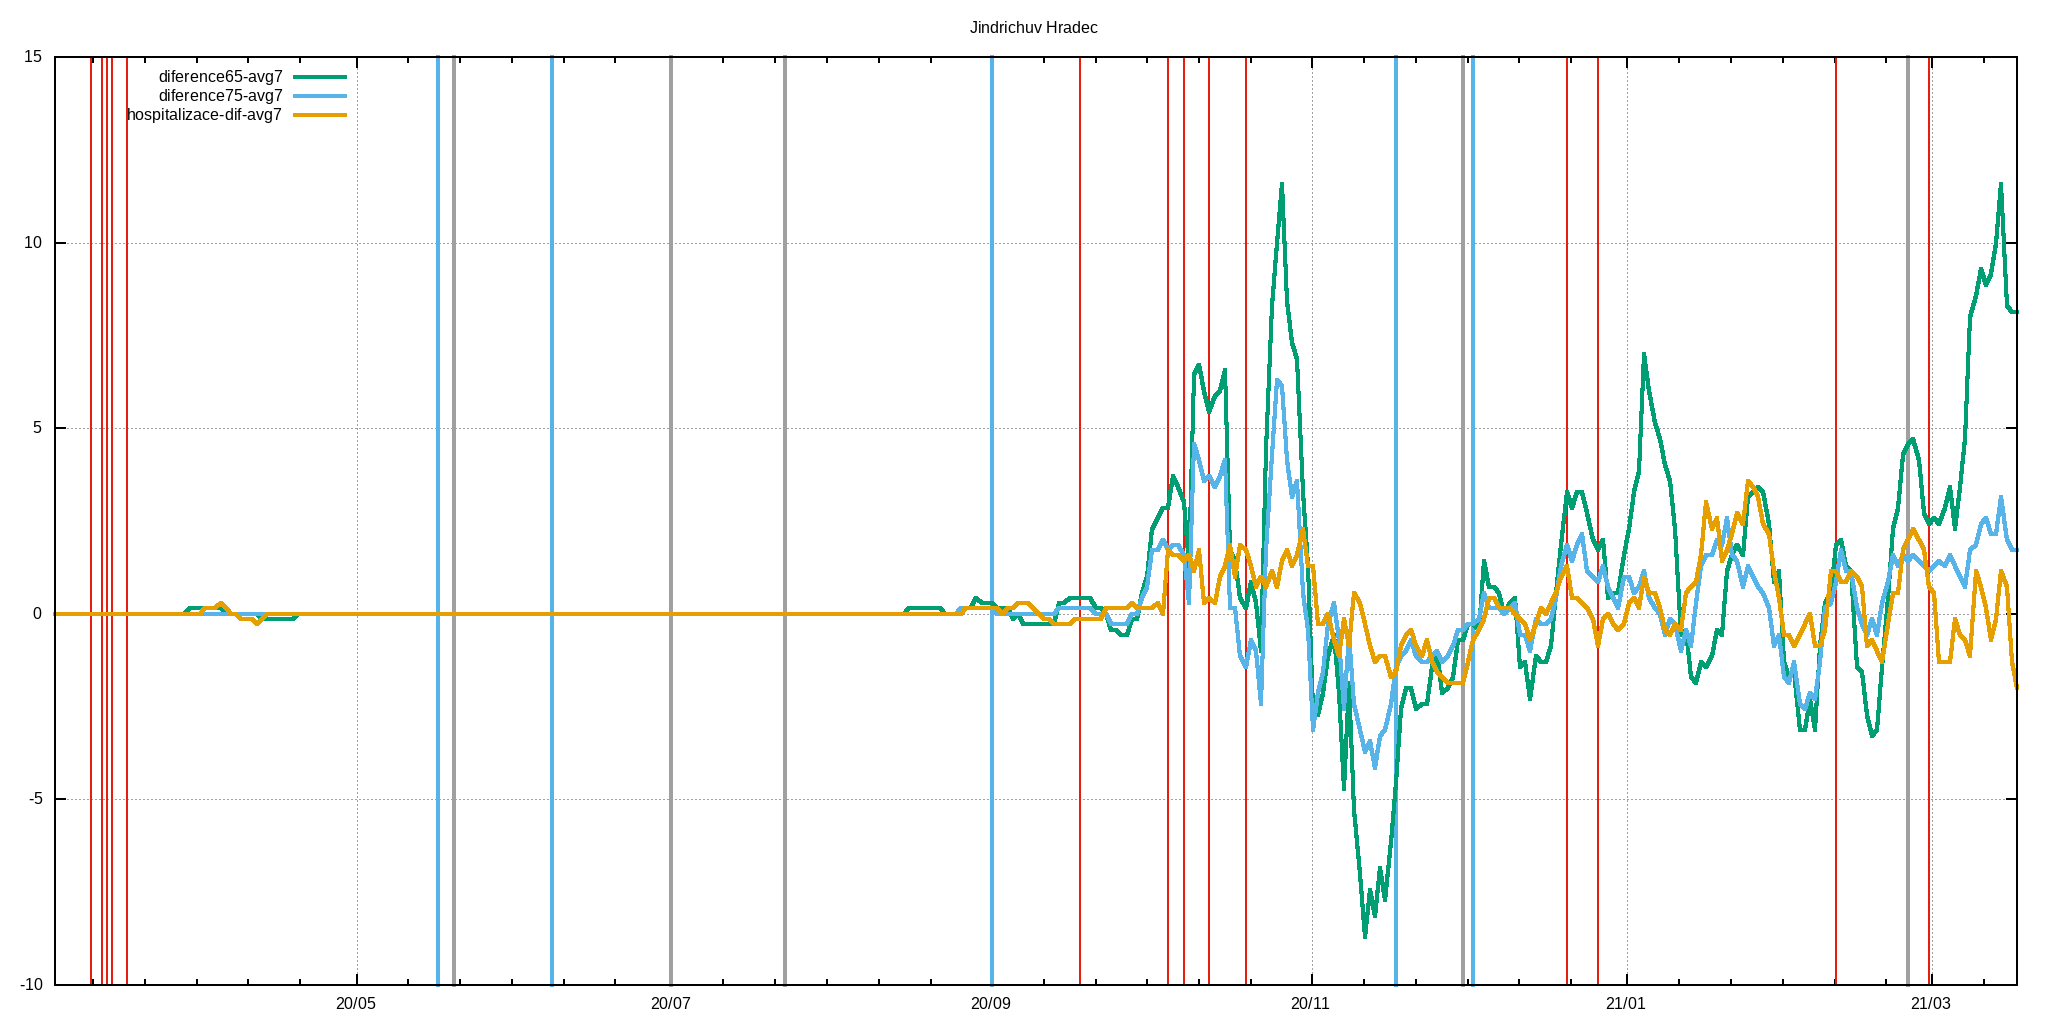 Jindrichuv Hradec
15
diference65-avg7
diference75-avg7
hospitalizace-dif-avg7
10
5
0
-5
-10
20/05 20/07 20/09 20/11 21/01 21/03